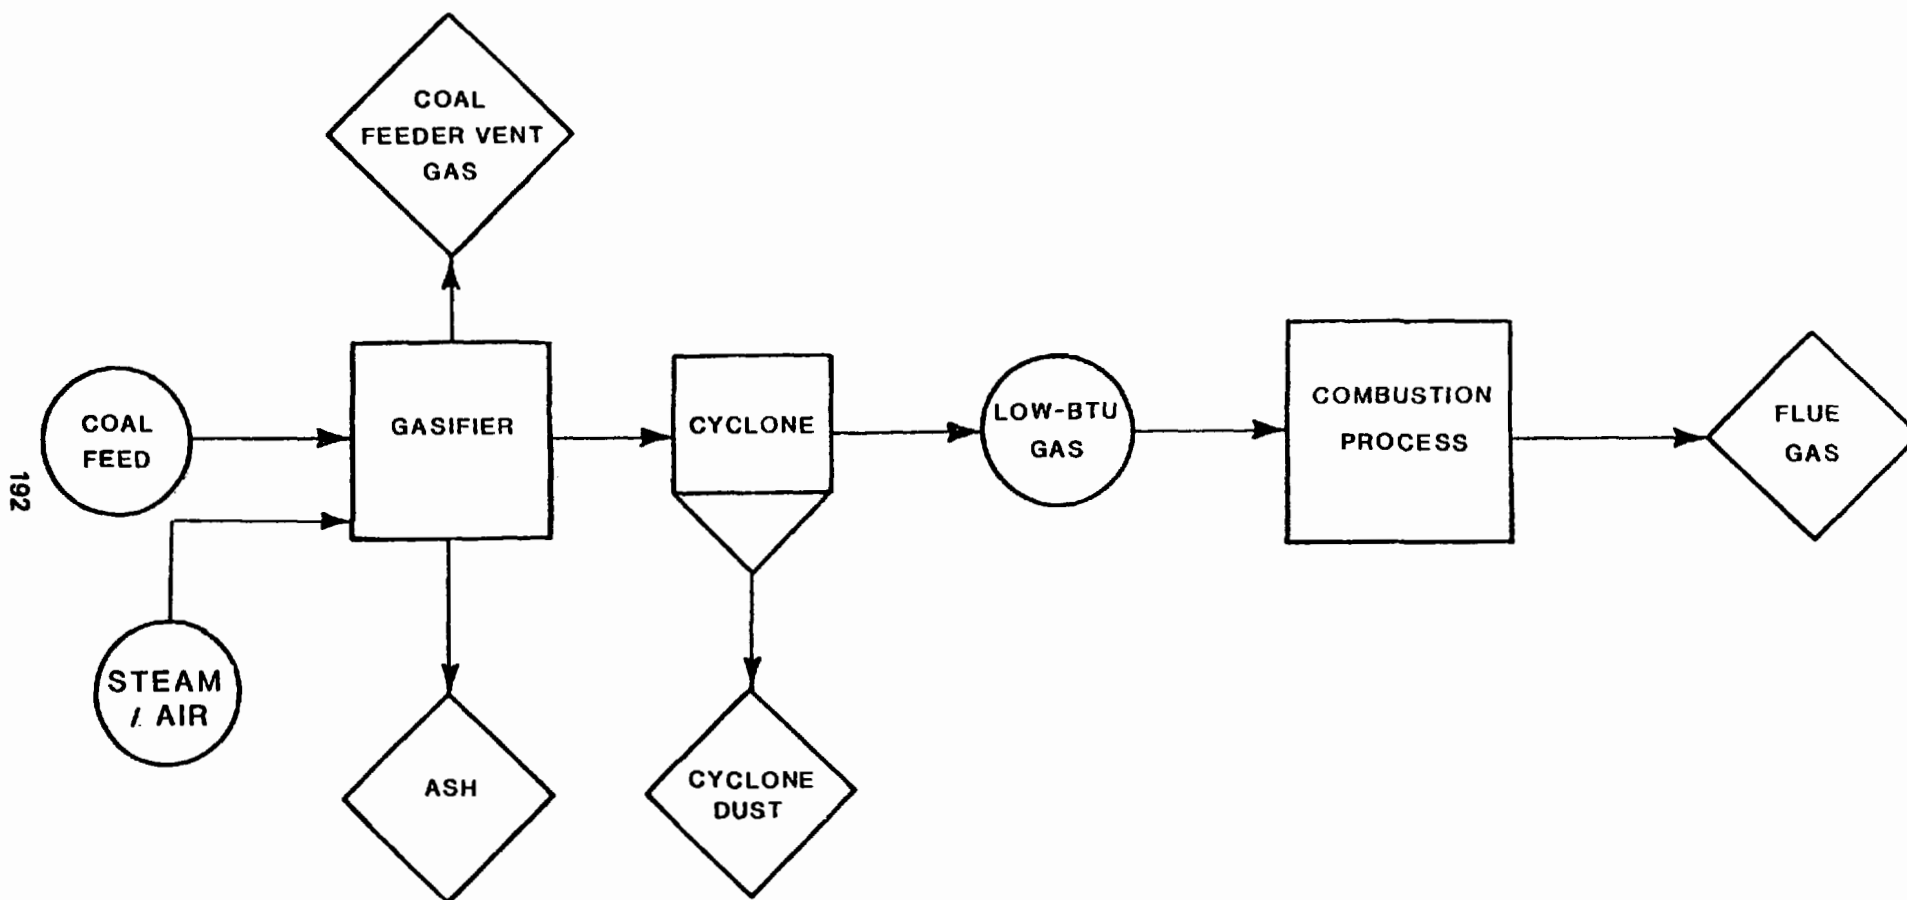 COAL
FEEDER VENT
GAS
COAL
FEED
GASIFIER
CYCLONE
LOW-BTU
GAS
COMBUSTION
PROCESS
FLUE
GAS
192
STEAM
/ AIR
ASH
CYCLONE
DUST